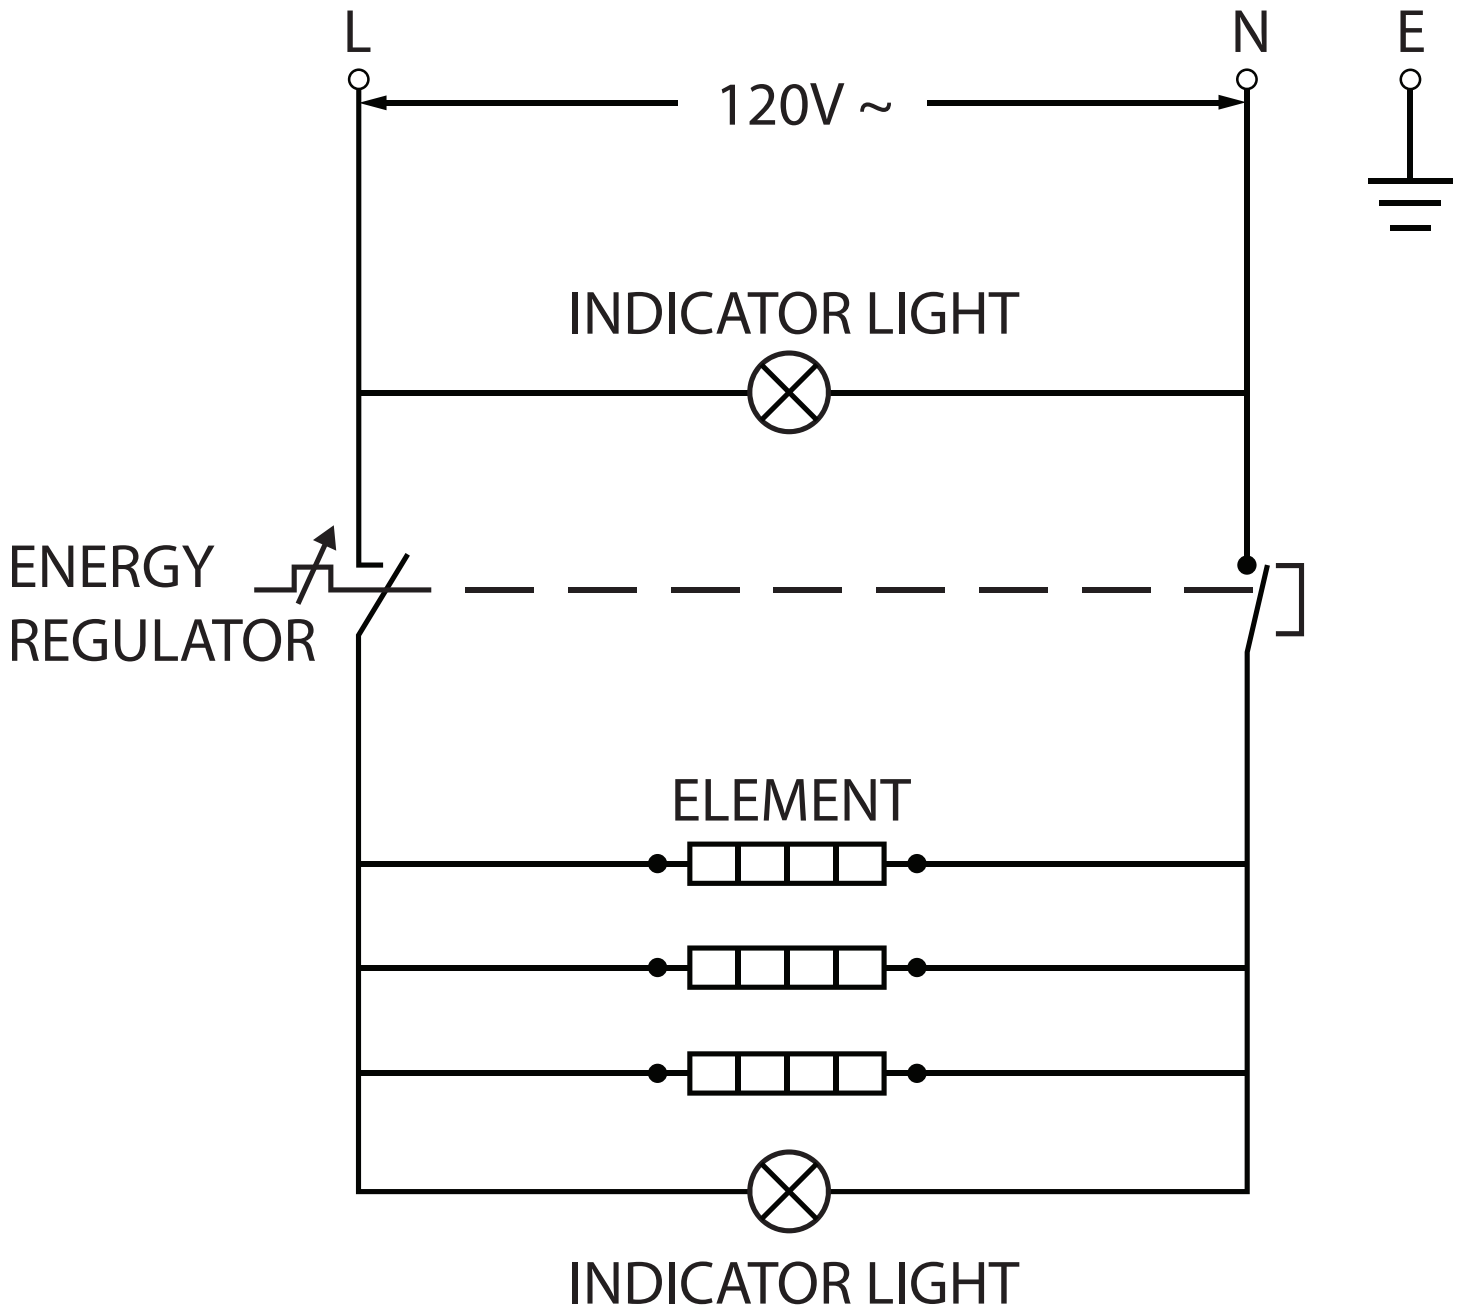 L N E
120V ~
INDICATOR LIGHT
ENERGY
REGULATOR
ELEMENT
INDICATOR LIGHT